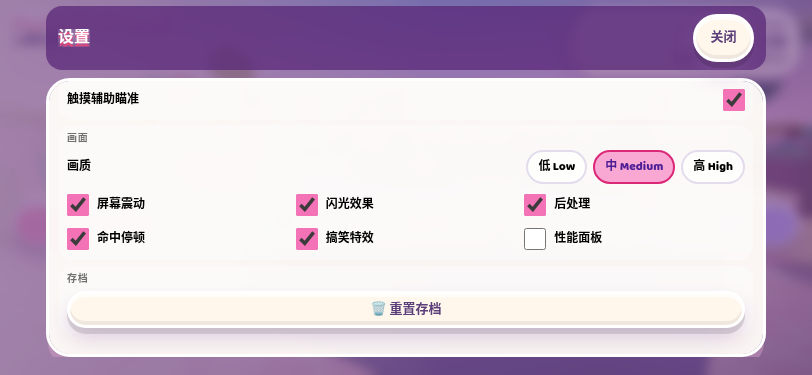 设置
关闭
触摸辅助瞄准
画面
画质
低 Low
中 Medium
高 High
屏幕震动
闪光效果
后处理
命中停顿
搞笑特效
性能面板
存档
🗑️ 重置存档